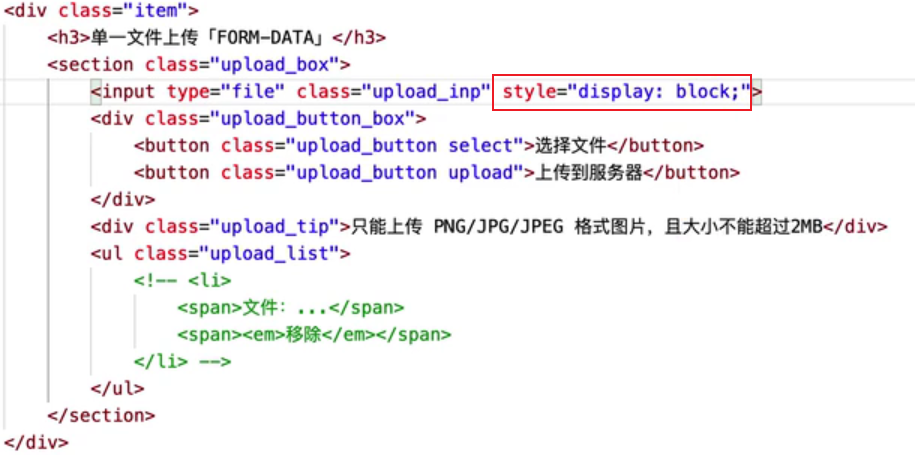 <div class="item">
<h3>单一文件上传「FORM-DATA」</h3>
<section class="upload_box">
<input type="file" class="upload_inp" style="display: block;">
<div class="upload_button_box">
<button class="upload_button select">选择文件</button>
<button class="upload_button upload">上传到服务器</button>
</div>
<div class="upload_tip">只能上传 PNG/JPG/JPEG 格式图片，且大小不能超过2MB</div>
<ul class="upload_list">
<!-- <li>
<span>文件：...</span>
<span><em>移除</em></span>
</li> -->
</ul>
</section>
</div>